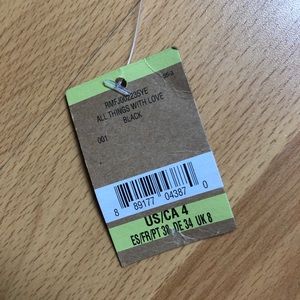 ALL THINGS WITH LOVE
BLACK
001
8 89177 04387 0
US/CA 4
ES/FR/PT 36 DE 34 UK 8